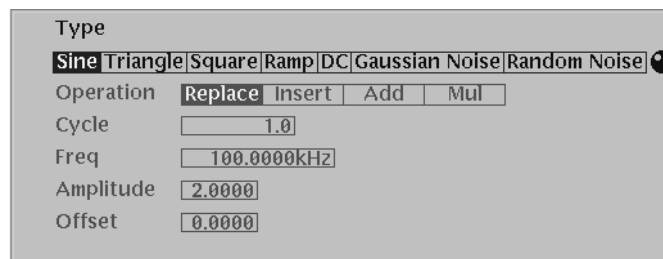 Type
Sine Triangle Square Ramp DC Gaussian Noise Random Noise
Operation Replace Insert Add Mul
Cycle 1.0
Freq 100.0000kHz
Amplitude 2.0000
Offset 0.0000